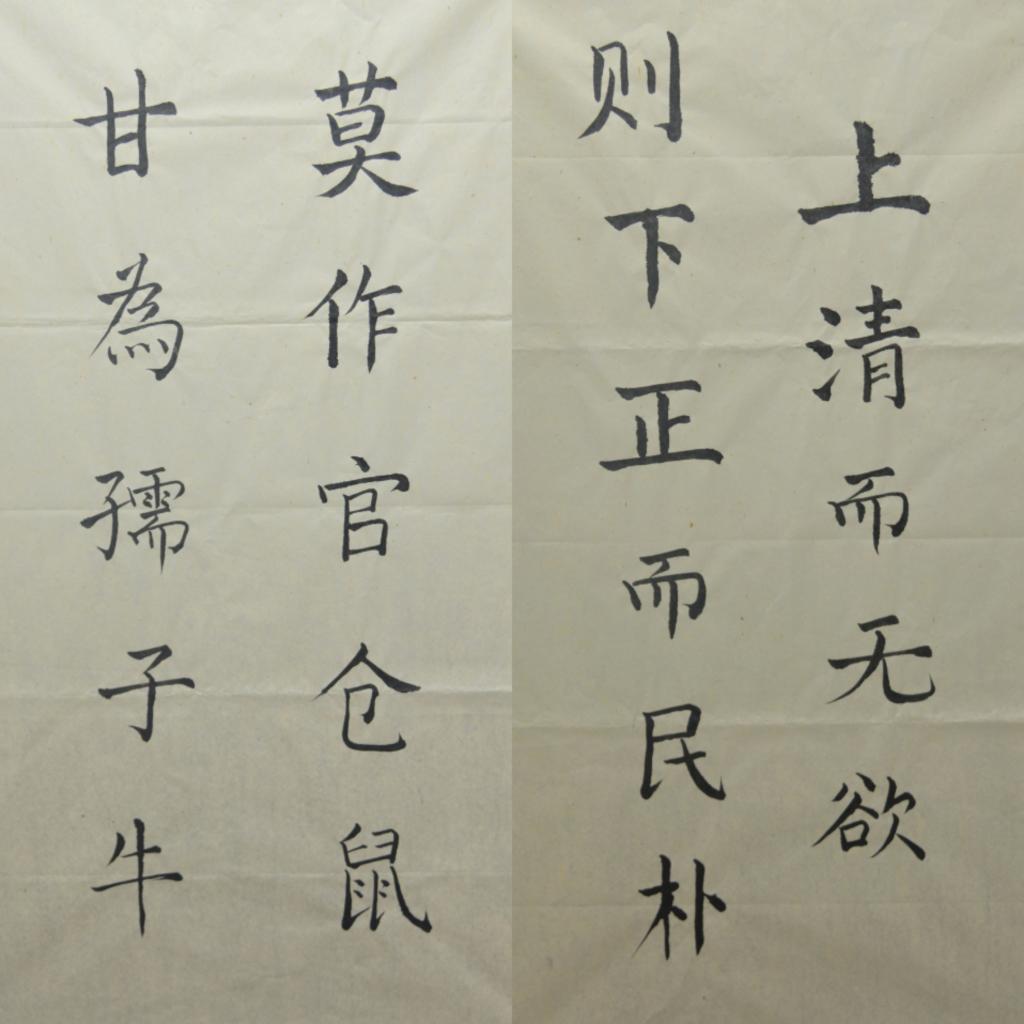 莫作官仓鼠
甘為孺子牛
上清而无欲
则下正而民朴